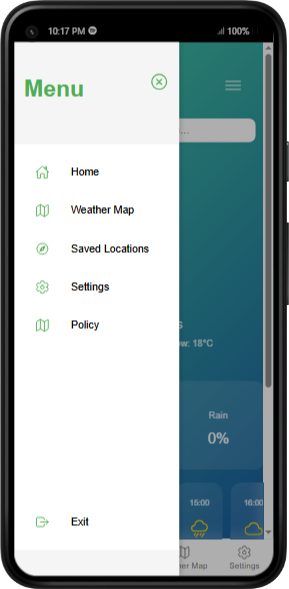 10:17 PM
100%
Menu
Home
Weather Map
Saved Locations
Settings
Policy
18°C
Rain
0%
15:00
16:00
Exit
Map
Settings